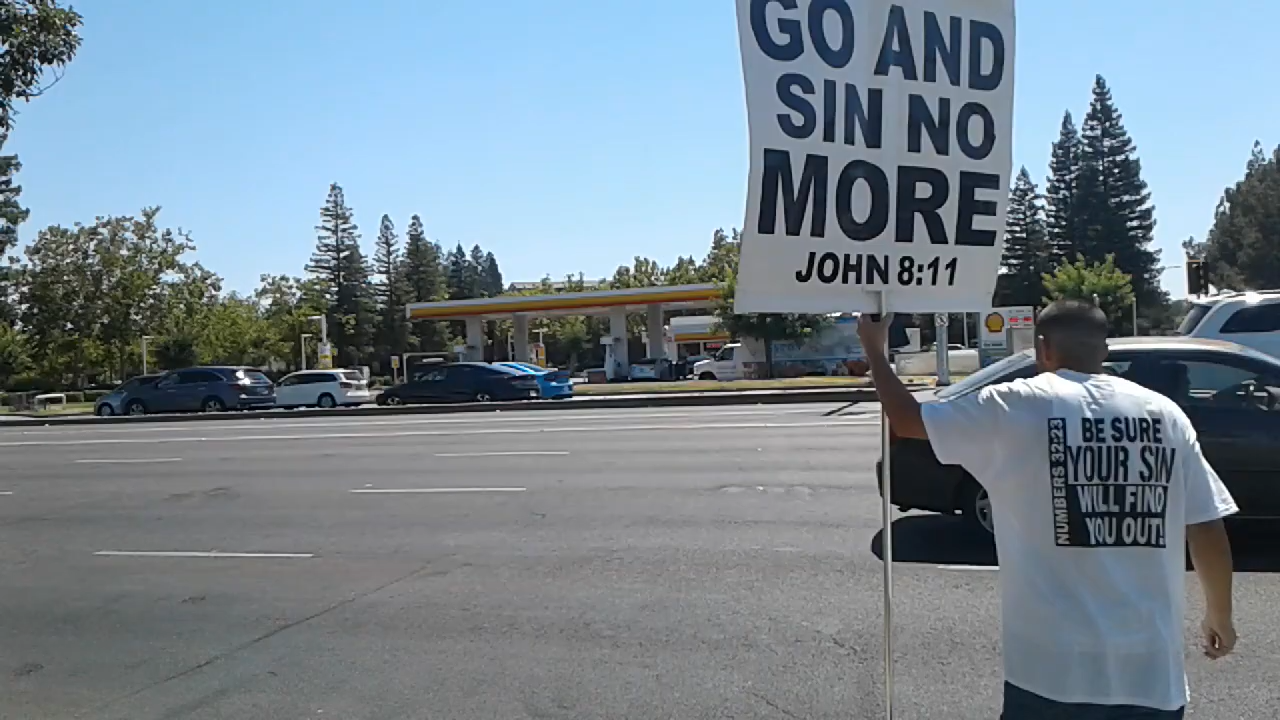 GO AND
SIN NO
MORE
JOHN 8:11
NUMBERS 32:23
BE SURE
YOUR SIN
WILL FIND
YOU OUT!